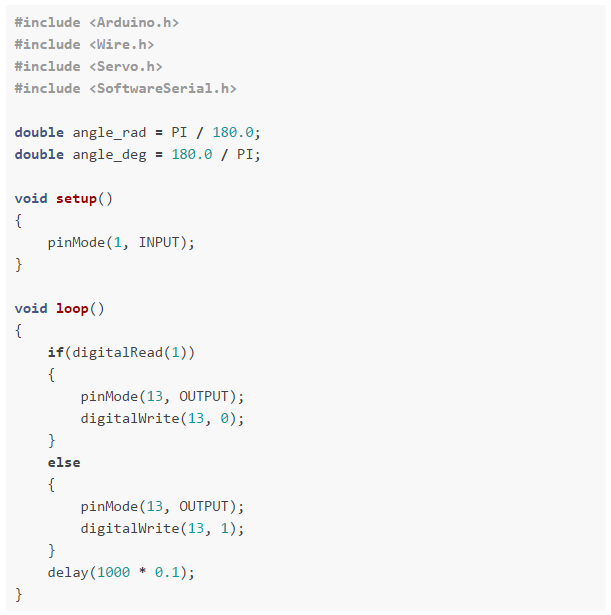 #include <Arduino.h>
#include <Wire.h>
#include <Servo.h>
#include <SoftwareSerial.h>

double angle_rad = PI / 180.0;
double angle_deg = 180.0 / PI;

void setup()
{
    pinMode(1, INPUT);
}

void loop()
{
    if(digitalRead(1))
    {
        pinMode(13, OUTPUT);
        digitalWrite(13, 0);
    }
    else
    {
        pinMode(13, OUTPUT);
        digitalWrite(13, 1);
    }
    delay(1000 * 0.1);
}